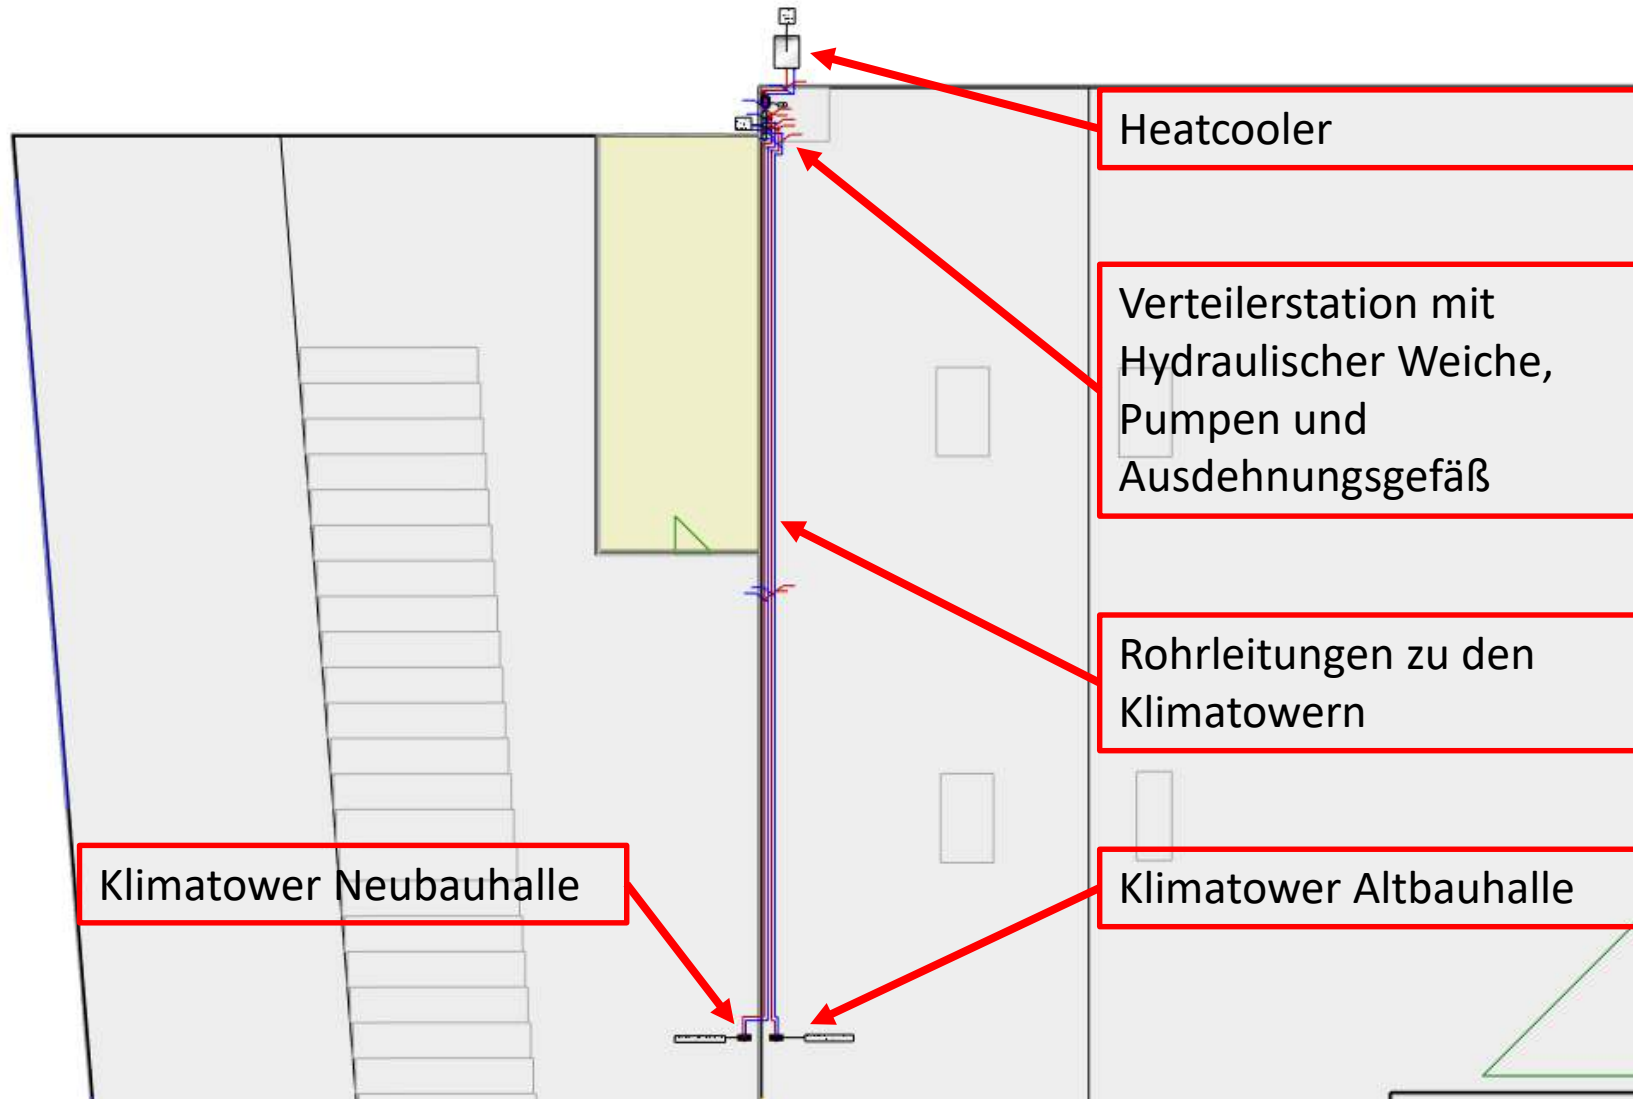 Heatcooler
Verteilerstation mit
Hydraulischer Weiche,
Pumpen und
Ausdehnungsgefäß
Rohrleitungen zu den
Klimatowern
Klimatower Neubauhalle
Klimatower Altbauhalle